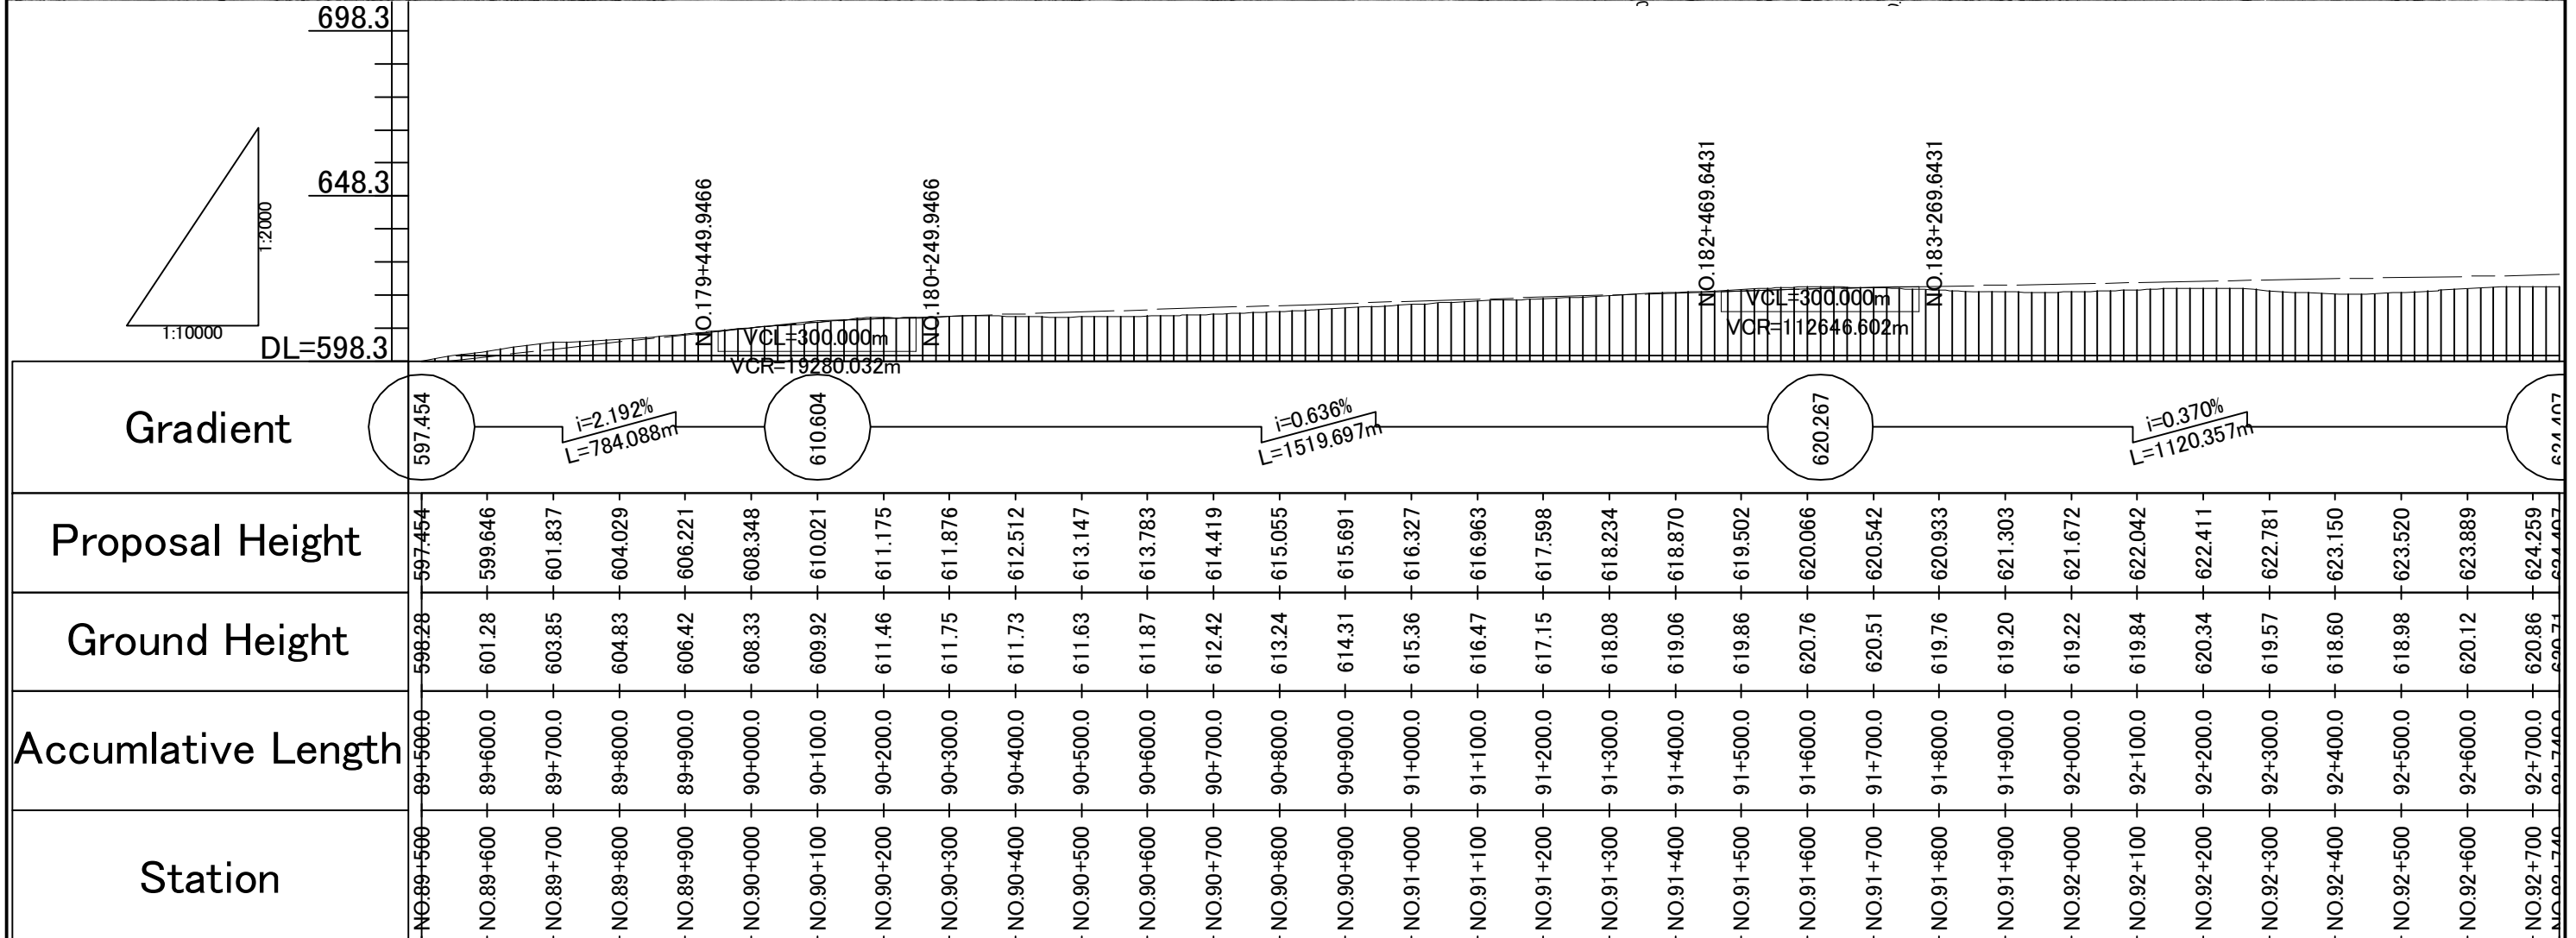 698.3
648.3
DL=598.3
1:2000
1:10000
NO.179+449.9466
NO.180+249.9466
NO.182+469.6431
NO.183+269.6431
VCL=300.000m
VCR=19280.032m
VCL=300.000m
VCR=112646.602m
Gradient
597.454
i=2.192%
L=784.088m
610.604
i=0.636%
L=1519.697m
620.267
i=0.370%
L=1120.357m
Proposal Height
597.454 599.646 601.837 604.029 606.221 608.348 610.021 611.175 611.876 612.512 613.147 613.783 614.419 615.055 615.691 616.327 616.963 617.598 618.234 618.870 619.502 620.066 620.542 620.933 621.303 621.672 622.042 622.411 622.781 623.150 623.520 623.889 624.259
Ground Height
598.28 601.28 603.85 604.83 606.42 608.33 609.92 611.46 611.75 611.73 611.63 611.87 612.42 613.24 614.31 615.36 616.47 617.15 618.08 619.06 619.86 620.76 620.51 619.76 619.20 619.22 619.84 620.34 619.57 618.60 618.98 620.12 620.86
Accumlative Length
89+500.0 89+600.0 89+700.0 89+800.0 89+900.0 90+000.0 90+100.0 90+200.0 90+300.0 90+400.0 90+500.0 90+600.0 90+700.0 90+800.0 90+900.0 91+000.0 91+100.0 91+200.0 91+300.0 91+400.0 91+500.0 91+600.0 91+700.0 91+800.0 91+900.0 92+000.0 92+100.0 92+200.0 92+300.0 92+400.0 92+500.0 92+600.0 92+700.0
Station
NO.89+500 NO.89+600 NO.89+700 NO.89+800 NO.89+900 NO.90+000 NO.90+100 NO.90+200 NO.90+300 NO.90+400 NO.90+500 NO.90+600 NO.90+700 NO.90+800 NO.90+900 NO.91+000 NO.91+100 NO.91+200 NO.91+300 NO.91+400 NO.91+500 NO.91+600 NO.91+700 NO.91+800 NO.91+900 NO.92+000 NO.92+100 NO.92+200 NO.92+300 NO.92+400 NO.92+500 NO.92+600 NO.92+700